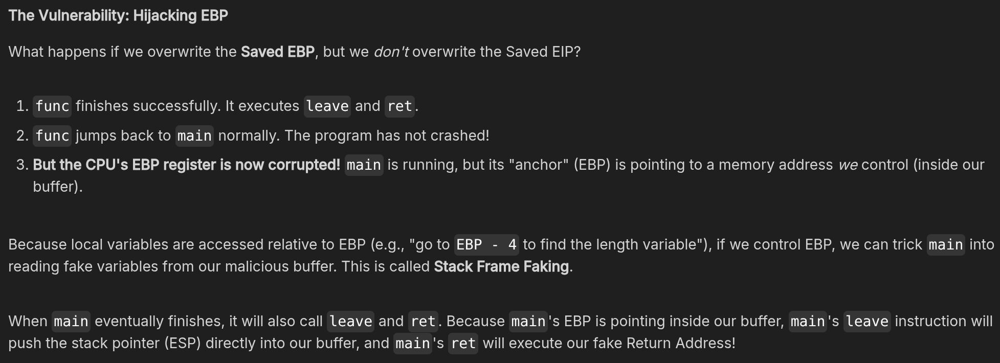 The Vulnerability: Hijacking EBP
What happens if we overwrite the Saved EBP, but we don't overwrite the Saved EIP?
1. func finishes successfully. It executes leave and ret.
2. func jumps back to main normally. The program has not crashed!
3. But the CPU's EBP register is now corrupted! main is running, but its "anchor" (EBP) is pointing to a memory address we control (inside our
buffer).
Because local variables are accessed relative to EBP (e.g., "go to EBP - 4 to find the length variable"), if we control EBP, we can trick main into
reading fake variables from our malicious buffer. This is called Stack Frame Faking.
When main eventually finishes, it will also call leave and ret. Because main's EBP is pointing inside our buffer, main's leave instruction will
push the stack pointer (ESP) directly into our buffer, and main's ret will execute our fake Return Address!